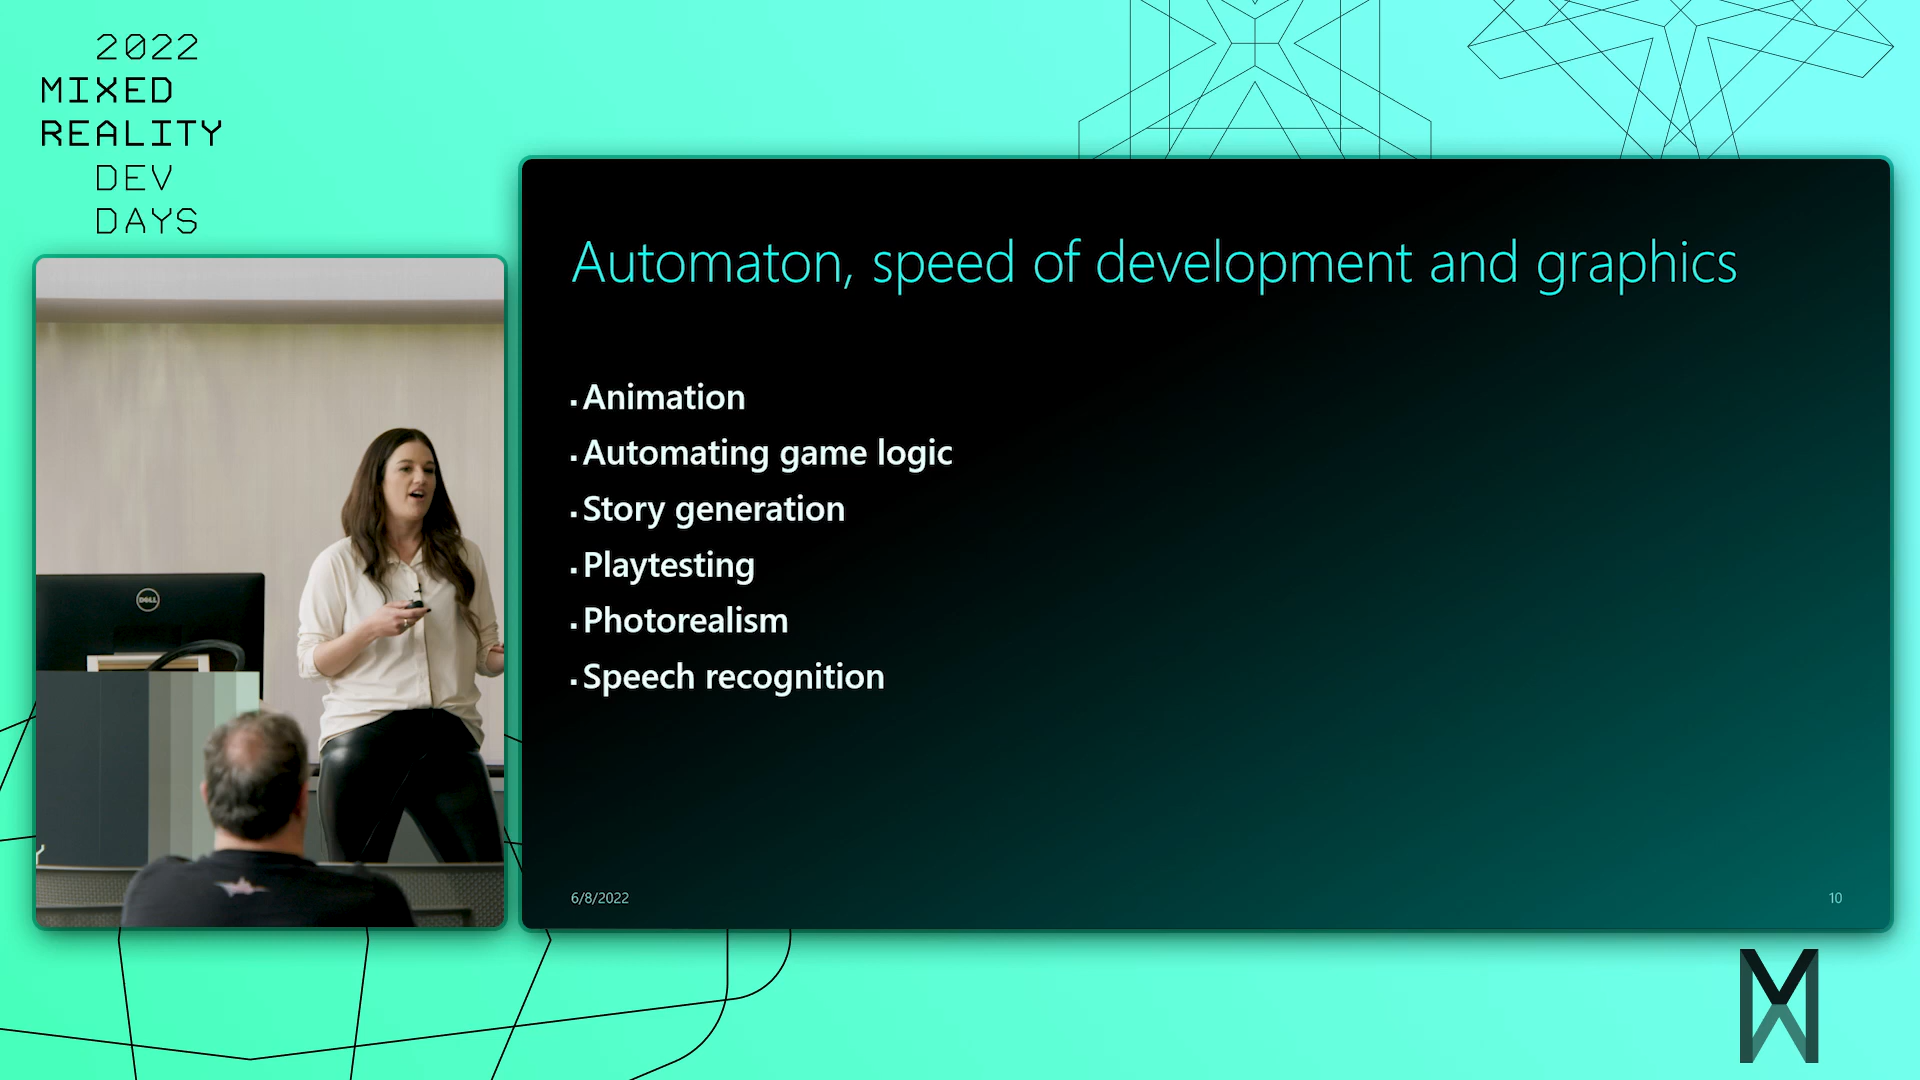 2022
MIXED
REALITY
DEV
DAYS
DELL
Automaton, speed of development and graphics
Animation
Automating game logic
Story generation
Playtesting
Photorealism
Speech recognition
6/8/2022
10